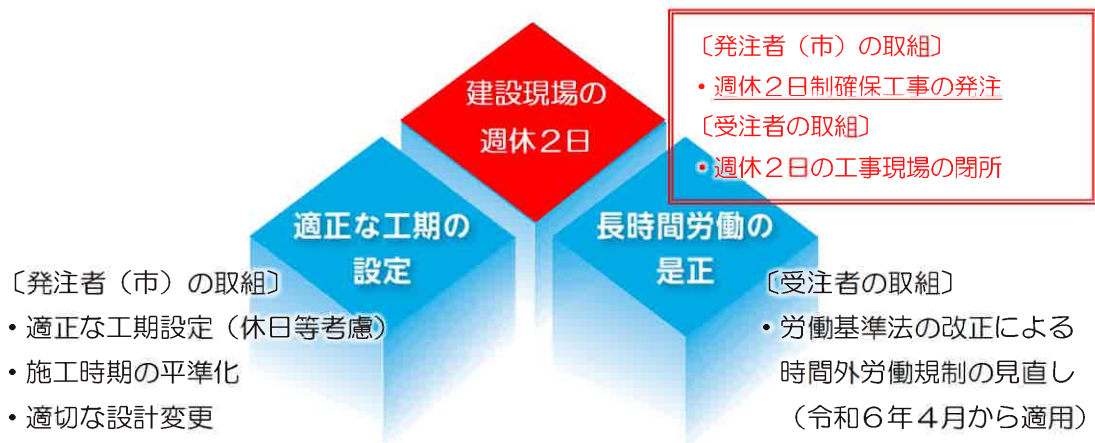 建設現場の
週休２日
〔発注者（市）の取組〕
・週休２日制確保工事の発注
〔受注者の取組〕
・週休２日の工事現場の閉所
適正な工期の
設定
〔発注者（市）の取組〕
・適正な工期設定（休日等考慮）
・施工時期の平準化
・適切な設計変更
長時間労働の
是正
〔受注者の取組〕
・労働基準法の改正による
時間外労働規制の見直し
（令和６年４月から適用）